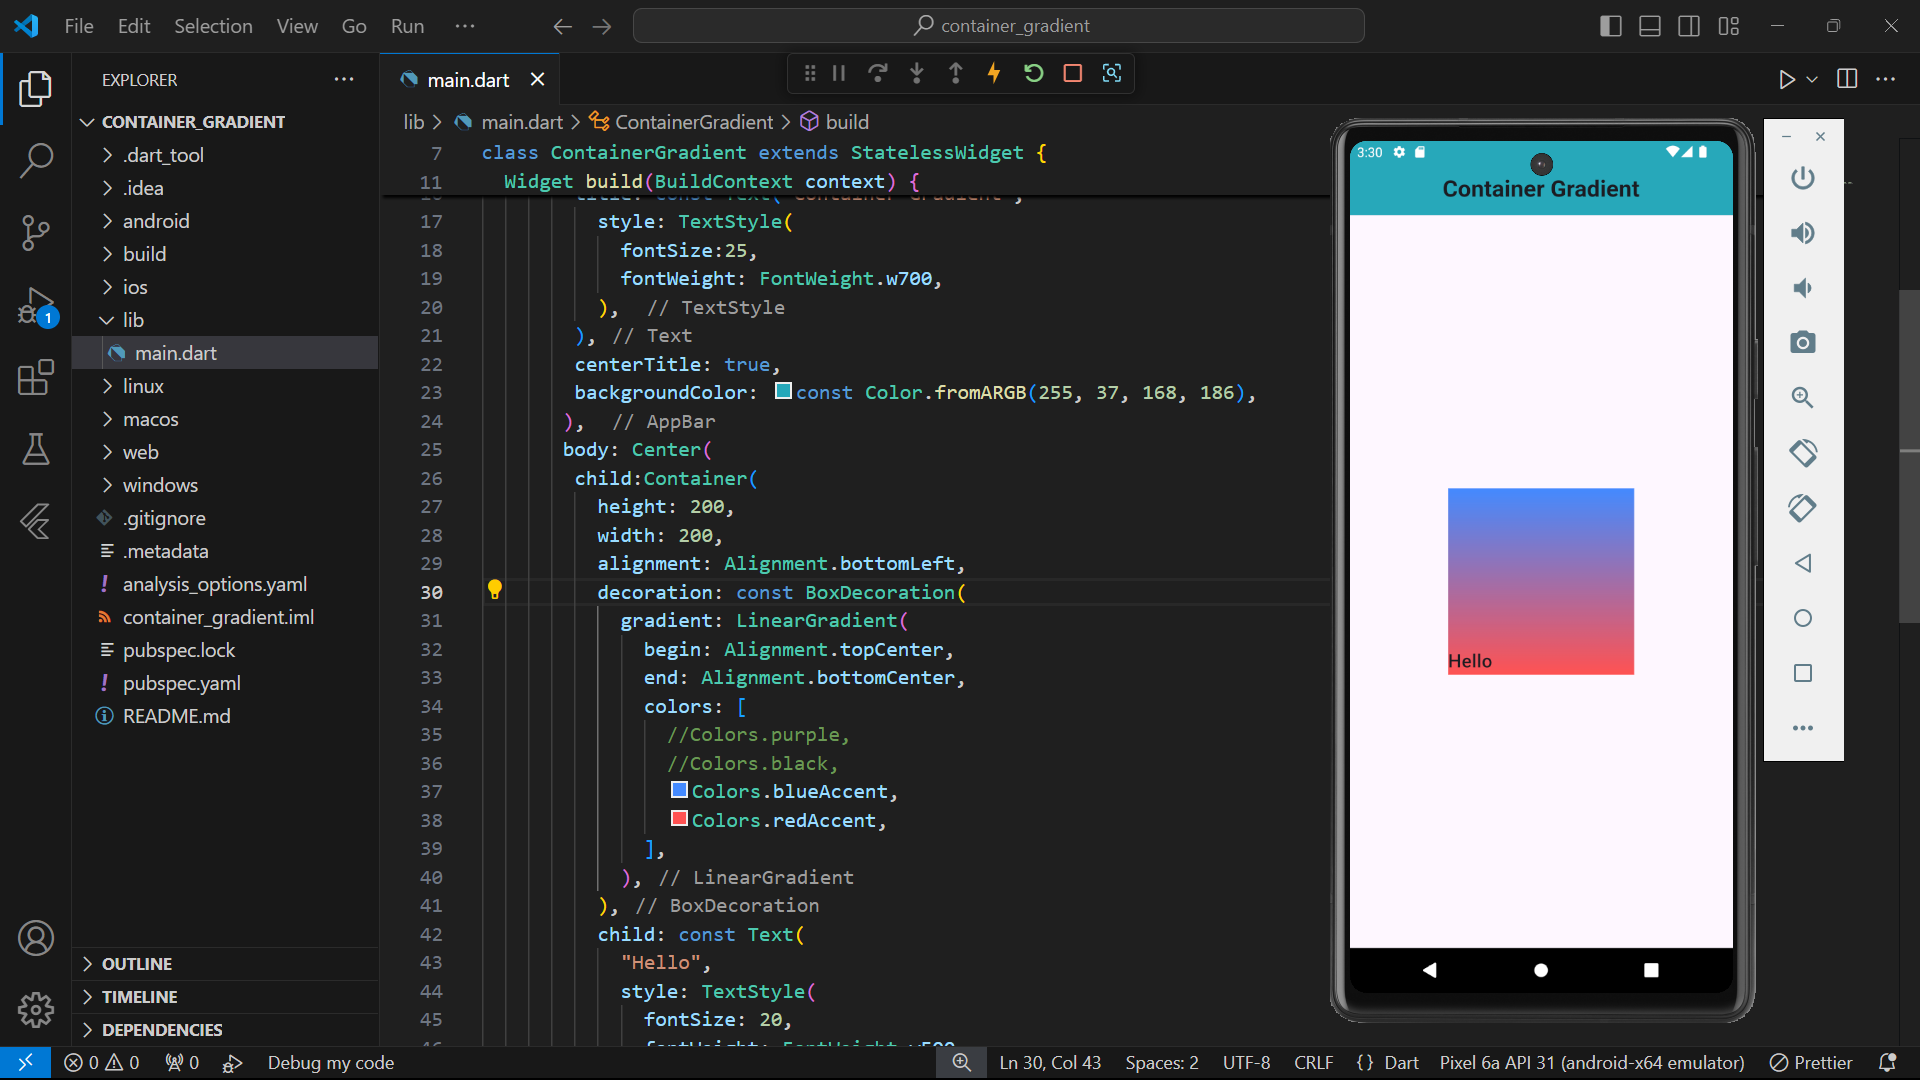 File Edit Selection View Go Run ···
container_gradient
EXPLORER
main.dart
CONTAINER_GRADIENT
.dart_tool
.idea
android
build
ios
lib
main.dart
linux
macos
web
windows
.gitignore
.metadata
analysis_options.yaml
container_gradient.iml
pubspec.lock
pubspec.yaml
README.md
OUTLINE
TIMELINE
DEPENDENCIES
1
lib > main.dart > ContainerGradient > build
7 class ContainerGradient extends StatelessWidget {
11 Widget build(BuildContext context) {
17 style: TextStyle(
18 fontSize:25,
19 fontWeight: FontWeight.w700,
20 ), // TextStyle
21 ), // Text
22 centerTitle: true,
23 backgroundColor: const Color.fromARGB(255, 37, 168, 186),
24 ), // AppBar
25 body: Center(
26 child:Container(
27 height: 200,
28 width: 200,
29 alignment: Alignment.bottomLeft,
30 decoration: const BoxDecoration(
31 gradient: LinearGradient(
32 begin: Alignment.topCenter,
33 end: Alignment.bottomCenter,
34 colors: [
35 //Colors.purple,
36 //Colors.black,
37 Colors.blueAccent,
38 Colors.redAccent,
39 ],
40 ), // LinearGradient
41 ), // BoxDecoration
42 child: const Text(
43 "Hello",
44 style: TextStyle(
45 fontSize: 20,
3:30
Container Gradient
Hello
0 0 0 Debug my code Ln 30, Col 43 Spaces: 2 UTF-8 CRLF {} Dart Pixel 6a API 31 (android-x64 emulator) Prettier